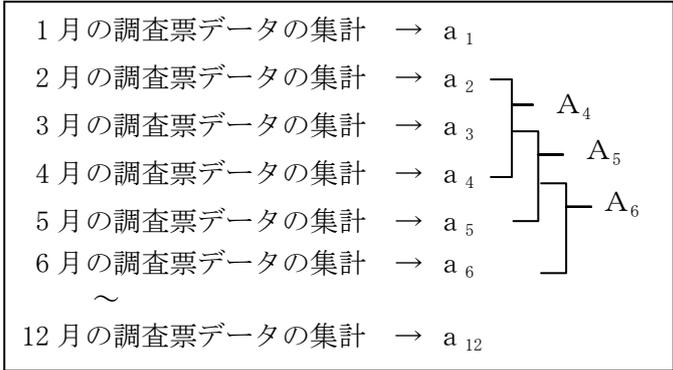 1月の調査票データの集計 → a₁
2月の調査票データの集計 → a₂
A₄
3月の調査票データの集計 → a₃
A₅
4月の調査票データの集計 → a₄
A₆
5月の調査票データの集計 → a₅
6月の調査票データの集計 → a₆
～
12月の調査票データの集計 → a₁₂